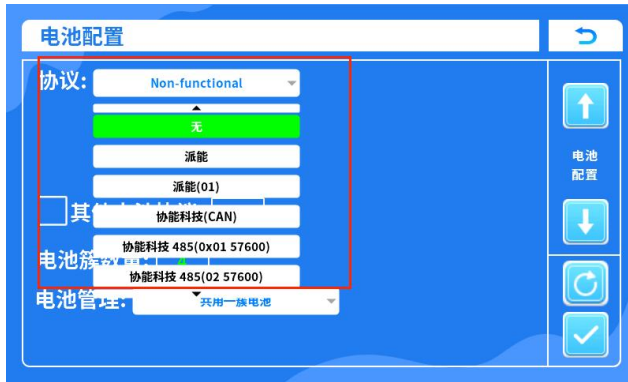 电池配置
协议:
Non-functional
无
派能
派能(01)
协能科技(CAN)
协能科技 485(0x01 57600)
协能科技 485(02 57600)
其
电池簇数量:
电池管理:
共用一簇电池
电池
配置